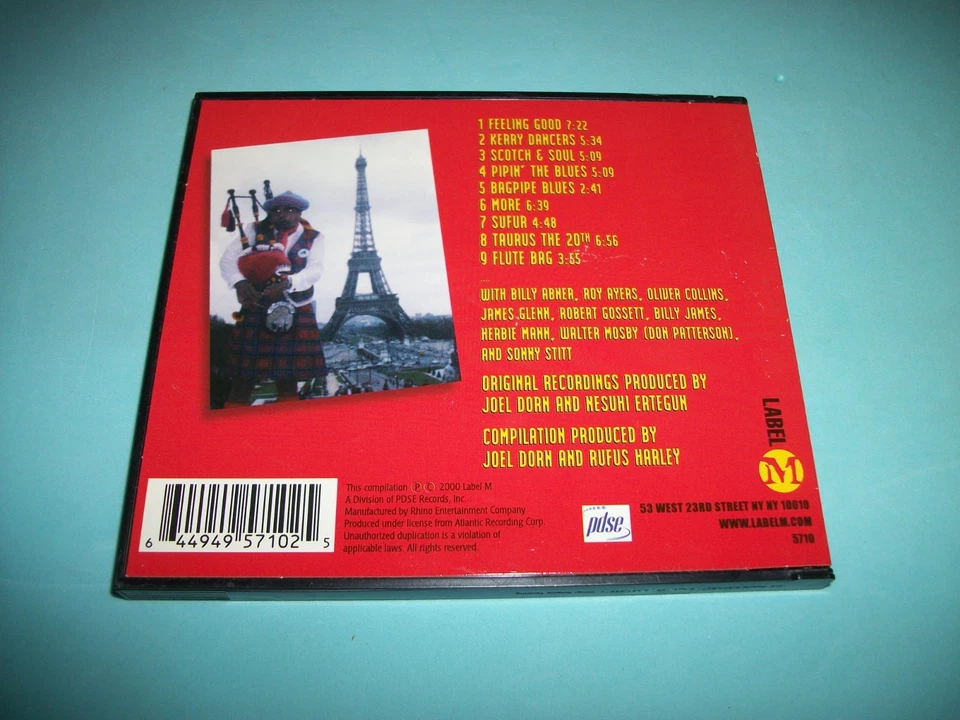 1 FEELING GOOD 7:22
2 KERRY DANCERS 5:34
3 SCOTCH & SOUL 5:09
4 PIPIN' THE BLUES 5:09
5 BAGPIPE BLUES 2:41
6 MORE 6:39
7 SUFUR 4:48
8 TAURUS THE 20TH 6:56
9 FLUTE BAG 3:55
WITH BILLY ABNER, ROY AYERS, OLIVER COLLINS,
JAMES GLENN, ROBERT GOSSETT, BILLY JAMES,
HERBIE MANN, WALTER MOSBY (DON PATTERSON),
AND SONNY STITT
ORIGINAL RECORDINGS PRODUCED BY
JOEL DORN AND NESUHI ERTEGUN
COMPILATION PRODUCED BY
JOEL DORN AND RUFUS HARLEY
LABEL
M
6 44949 57102 5
This compilation ℗ © 2000 Label M
A Division of PDSE Records, Inc.
Manufactured by Rhino Entertainment Company
Produced under license from Atlantic Recording Corp.
Unauthorized duplication is a violation of
applicable laws. All rights reserved.
pdse
53 WEST 23RD STREET NY NY 10010
WWW.LABELM.COM
5710